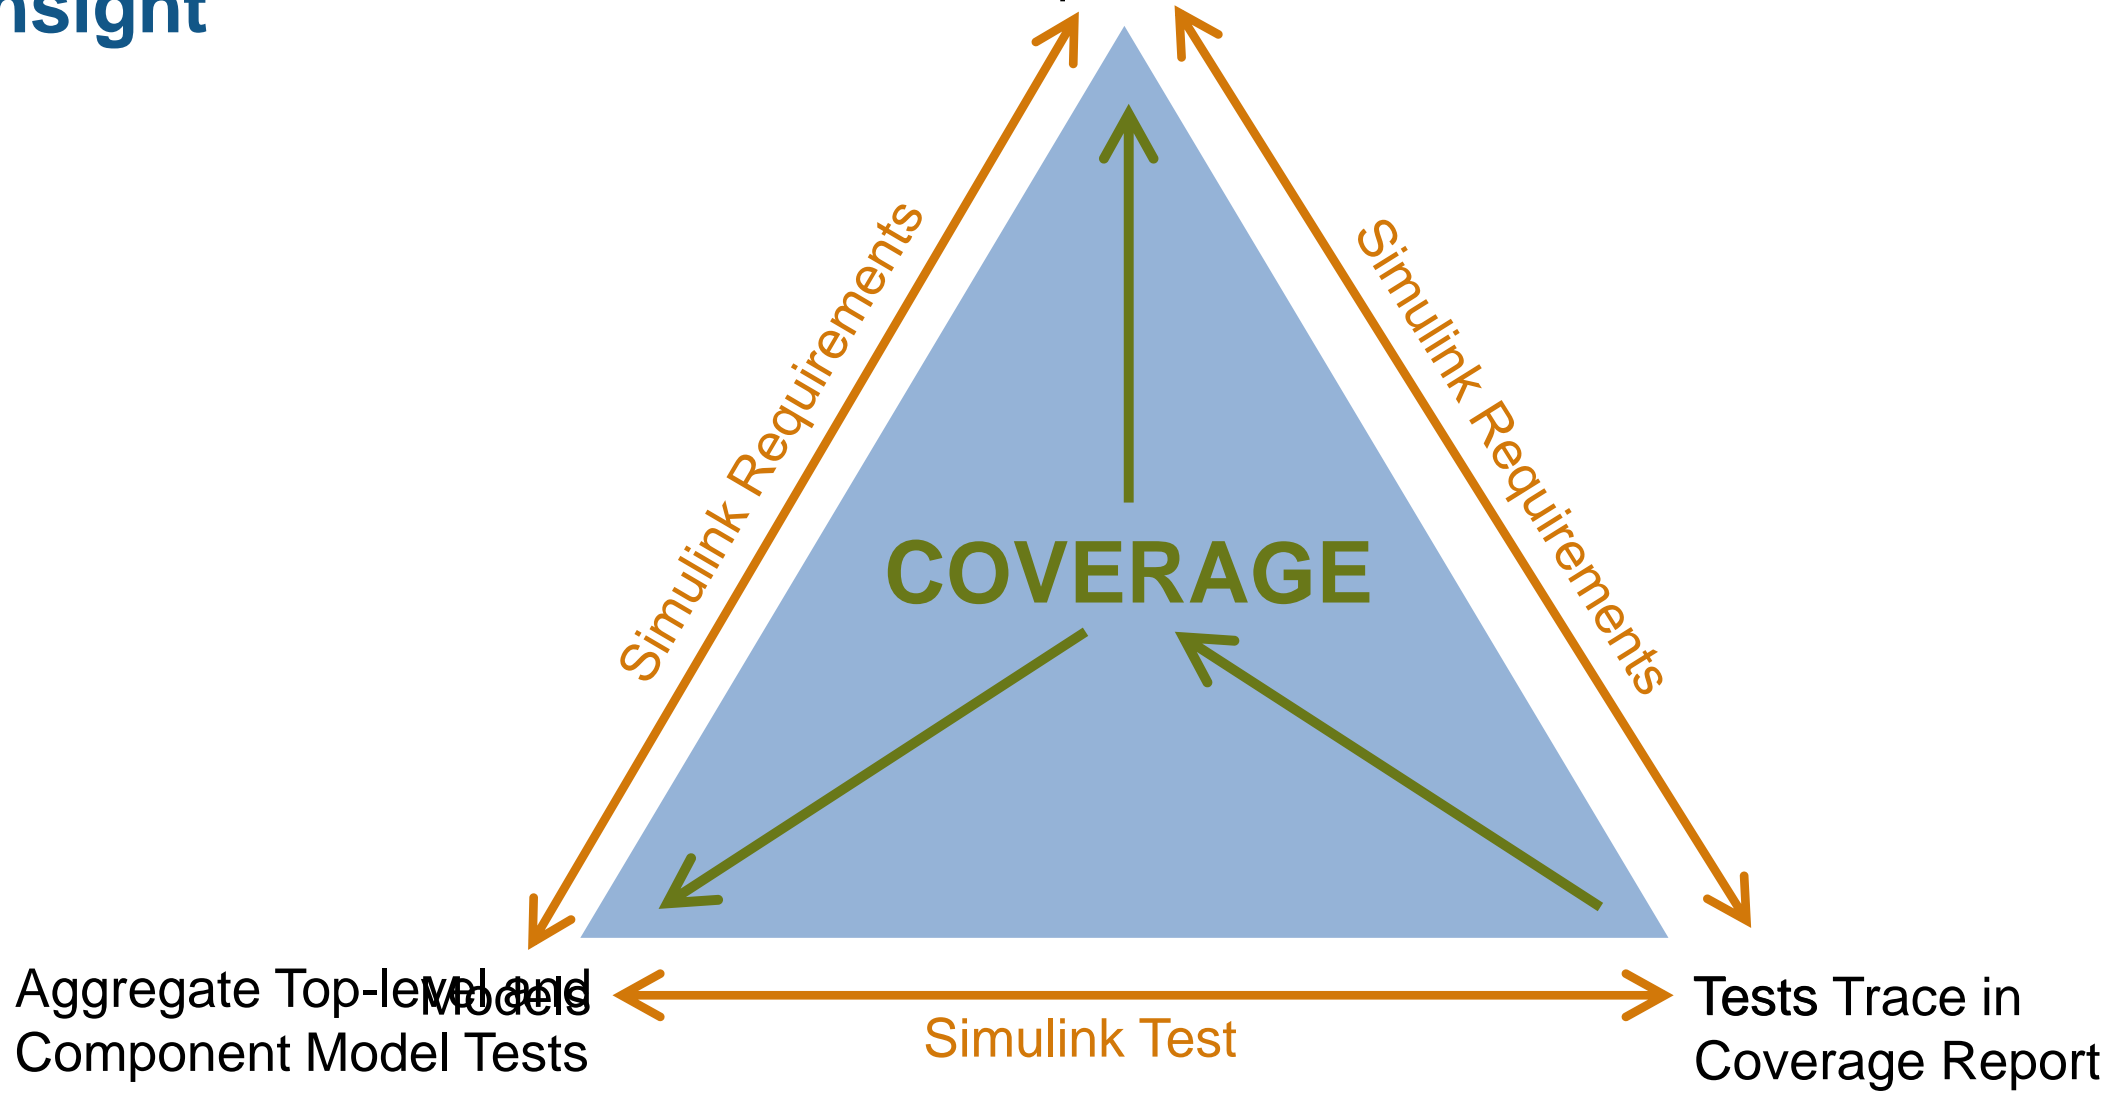 nsight
Simulink Requirements
Simulink Requirements
COVERAGE
Aggregate Top-level and
Models
Component Model Tests
Simulink Test
Tests Trace in
Coverage Report